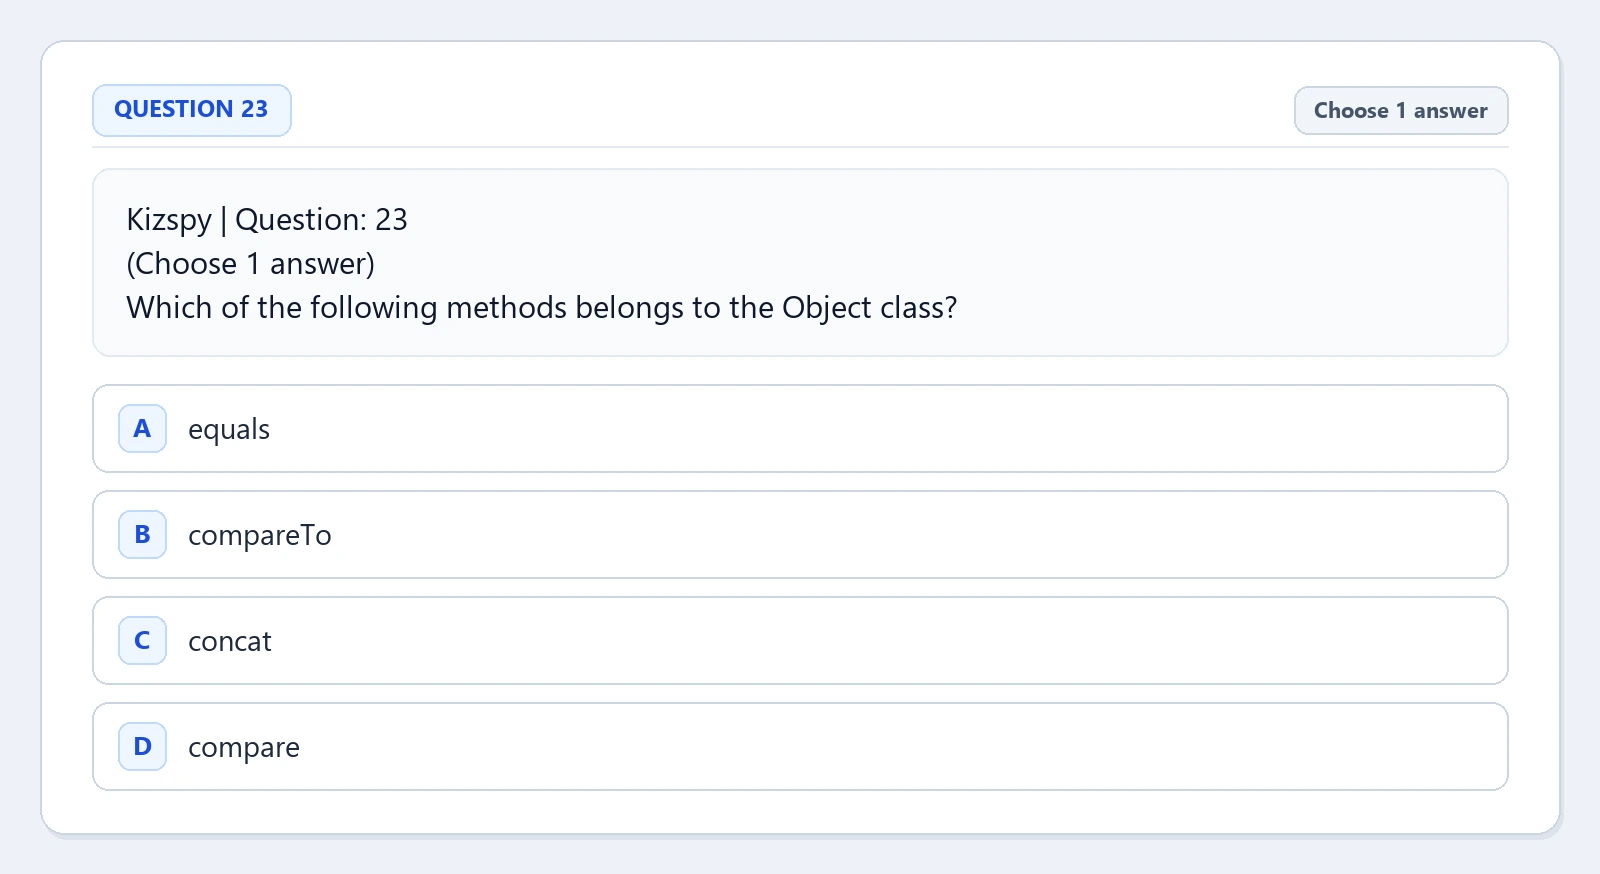 QUESTION 23
Choose 1 answer
Kizspy | Question: 23
(Choose 1 answer)
Which of the following methods belongs to the Object class?
A equals
B compareTo
C concat
D compare